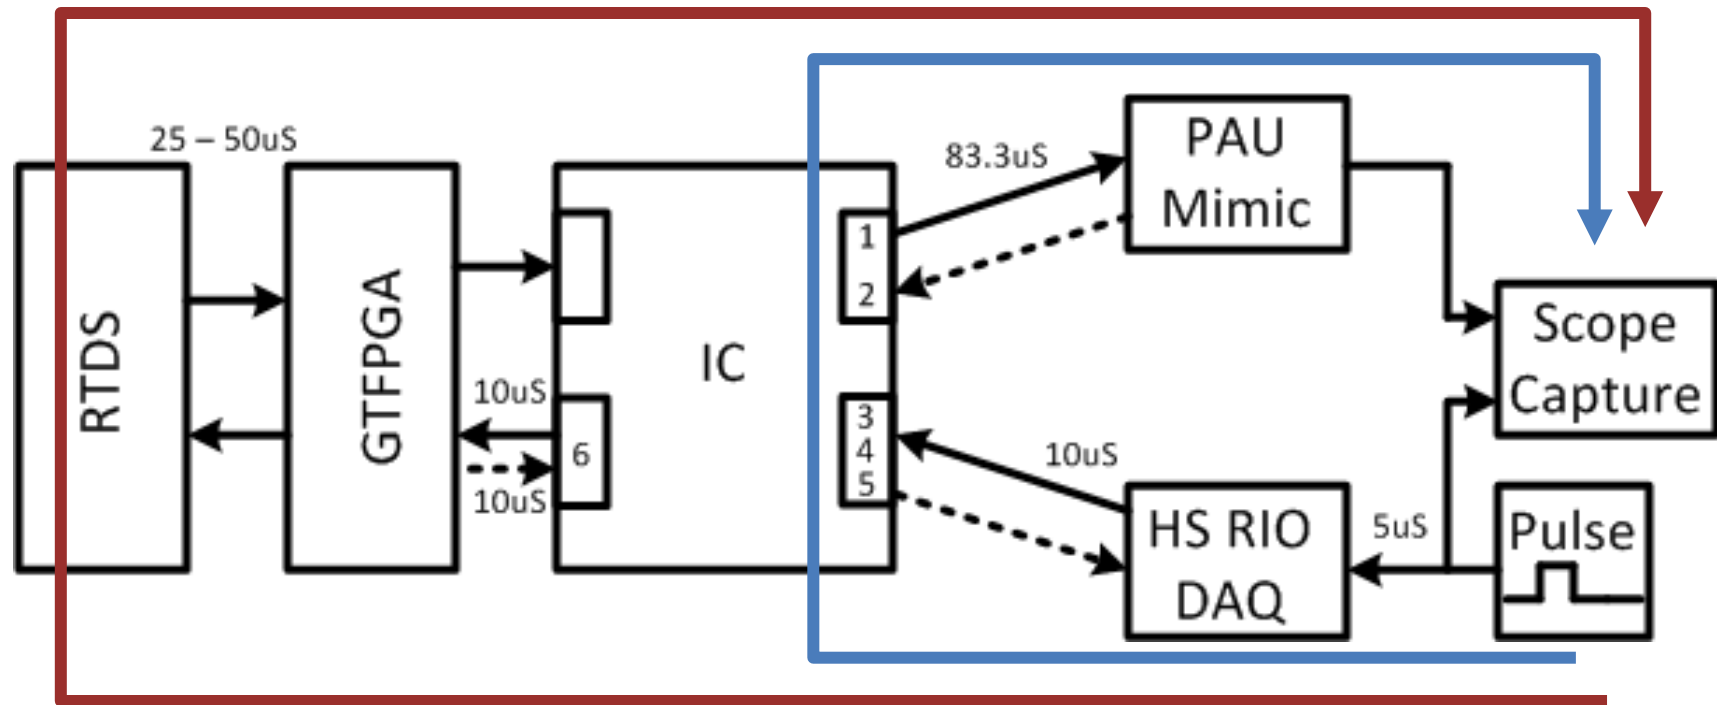 25 – 50uS
RTDS
GTFPGA
10uS
10uS
6
IC
1
2
3
4
5
83.3uS
PAU
Mimic
10uS
HS RIO
DAQ
5uS
Scope
Capture
Pulse